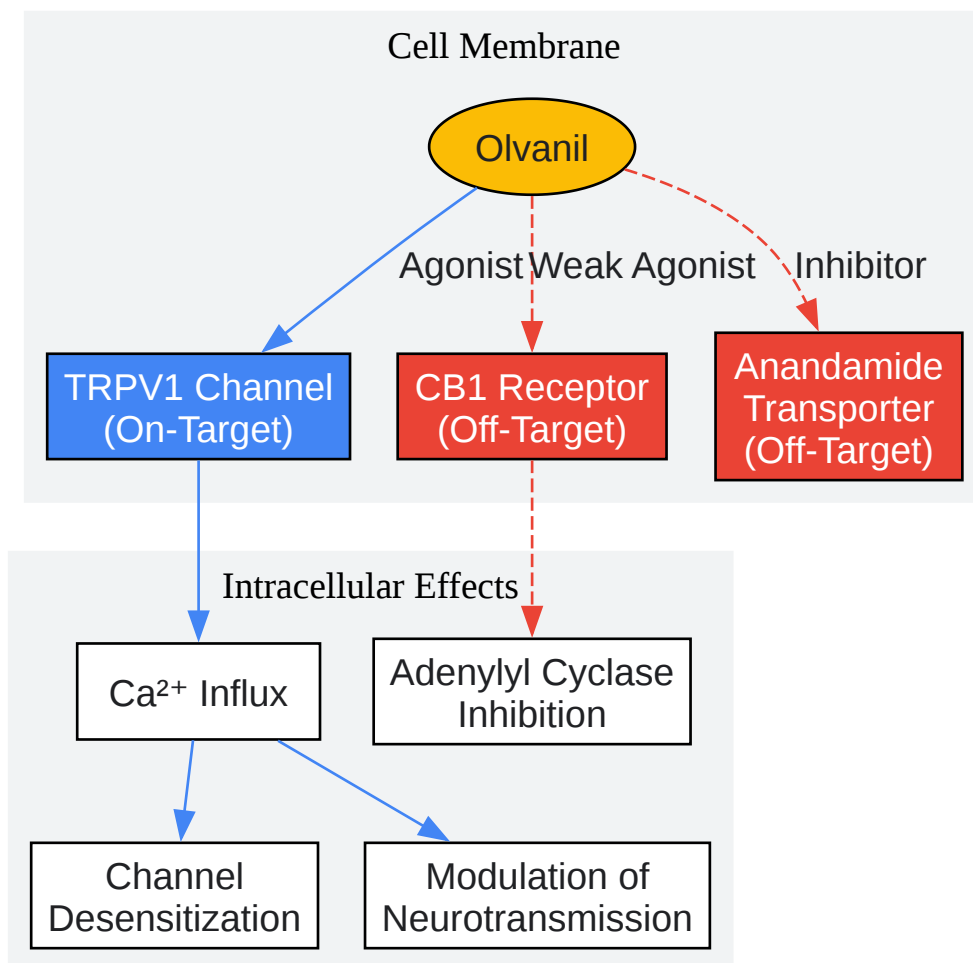 Cell Membrane
Olvanil
Agonist
Weak Agonist
Inhibitor
TRPV1 Channel
(On-Target)
CB1 Receptor
(Off-Target)
Anandamide
Transporter
(Off-Target)
Intracellular Effects
Ca²⁺ Influx
Adenylyl Cyclase
Inhibition
Channel
Desensitization
Modulation of
Neurotransmission